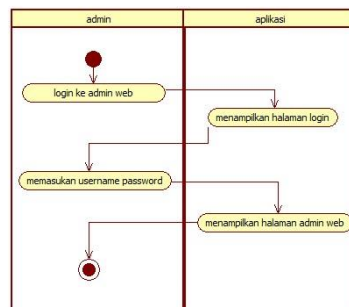 admin
aplikasi
login ke admin web
menampilkan halaman login
memasukan username password
menampilkan halaman admin web